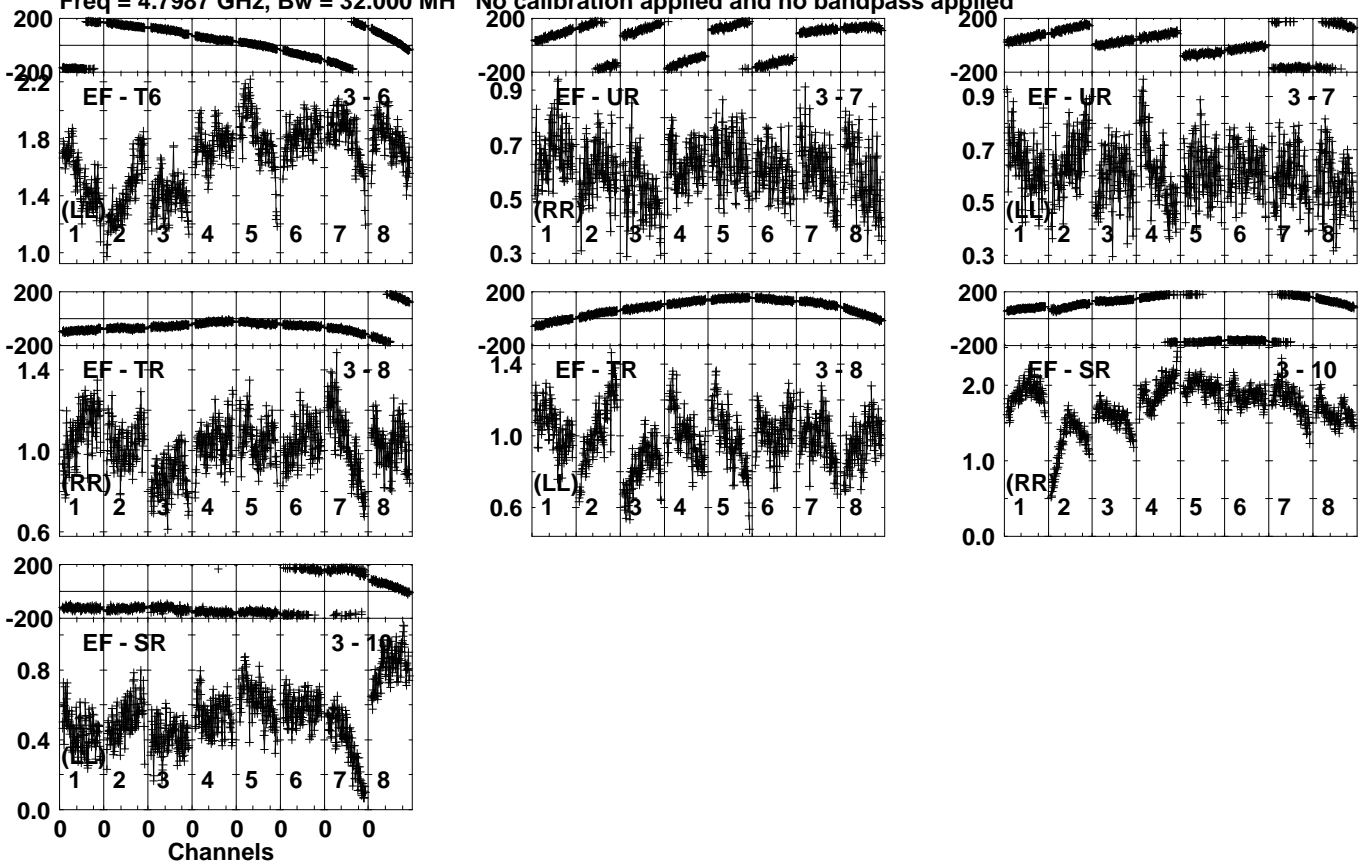 Freq = 4.7987 GHz, Bw = 32.000 MH No calibration applied and no bandpass applied
200
-200
2.2
1.8
1.4
1.0
EF - T6
3 - 6
(LL)
1 2 3 4 5 6 7 8
200
-200
0.9
0.7
0.5
0.3
EF - UR
3 - 7
(RR)
1 2 3 4 5 6 7 8
200
-200
0.9
0.7
0.5
0.3
EF - UR
3 - 7
(LL)
1 2 3 4 5 6 7 8
200
-200
1.4
1.0
0.6
EF - TR
3 - 8
(RR)
1 2 3 4 5 6 7 8
200
-200
1.4
1.0
0.6
EF - TR
3 - 8
(LL)
1 2 3 4 5 6 7 8
200
-200
2.0
1.0
0.0
EF - SR
3 - 10
(RR)
1 2 3 4 5 6 7 8
200
-200
0.8
0.4
0.0
EF - SR
3 - 10
(LL)
1 2 3 4 5 6 7 8
0 0 0 0 0 0 0 0
Channels